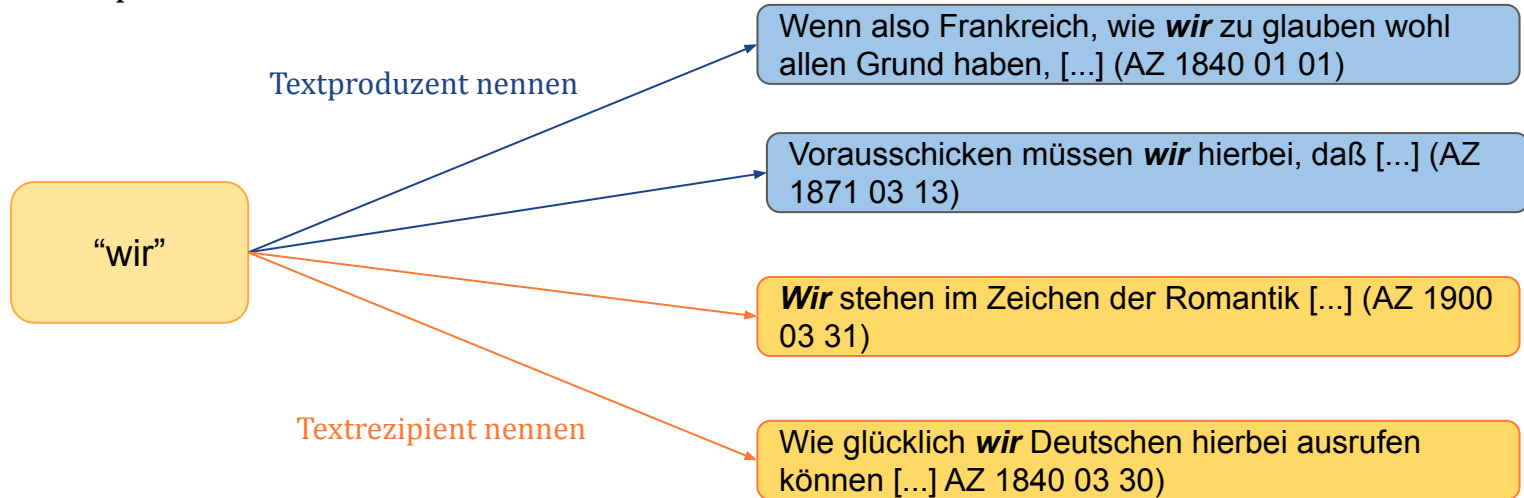 Wenn also Frankreich, wie wir zu glauben wohl
allen Grund haben, [...] (AZ 1840 01 01)
Textproduzent nennen
Vorausschicken müssen wir hierbei, daß [...] (AZ
1871 03 13)
“wir”
Wir stehen im Zeichen der Romantik [...] (AZ 1900
03 31)
Textrezipient nennen
Wie glücklich wir Deutschen hierbei ausrufen
können [...] AZ 1840 03 30)